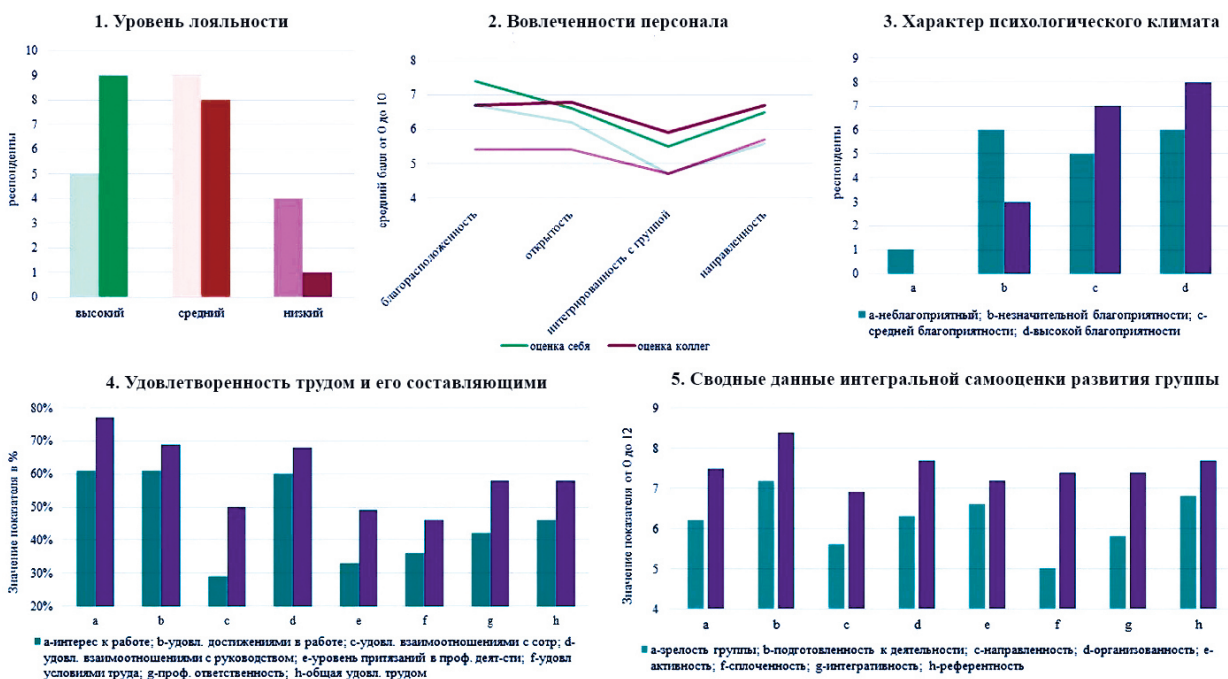 1. Уровень лояльности
респонденты
10
9
8
7
6
5
4
3
2
1
0
высокий
средний
низкий
2. Вовлеченности персонала
средний балл от 0 до 10
8
7
6
5
4
благорасположенность
открытость
интегрированность с группой
направленность
оценка себя
оценка коллег
3. Характер психологического климата
респонденты
9
8
7
6
5
4
3
2
1
0
a
b
c
d
a-неблагоприятный; b-незначительной благоприятности; c-
средней благоприятности; d-высокой благоприятности
4. Удовлетворенность трудом и его составляющими
Значение показателя в %
80%
70%
60%
50%
40%
30%
20%
a
b
c
d
e
f
g
h
a-интерес к работе; b-удовл. достижениями в работе; c-удовл. взаимоотношениями с сотр; d-
удовл. взаимоотношениями с руководством; e-уровень притязаний в проф. деят-сти; f-удовл
условиями труда; g-проф. ответственность; h-общая удовл. трудом
5. Сводные данные интегральной самооценки развития группы
Значение показателя от 0 до 12
9
8
7
6
5
4
a
b
c
d
e
f
g
h
a-зрелость группы; b-подготовленность к деятельности; c-направленность; d-организованность; e-
активность; f-сплоченность; g-интегративность; h-референтность